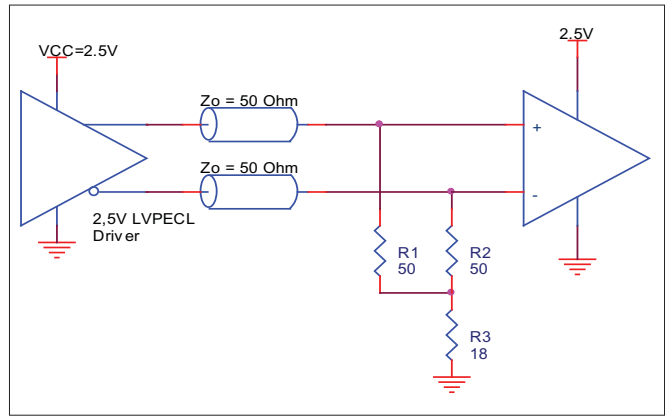 VCC=2.5V
2.5V
Zo = 50 Ohm
+
Zo = 50 Ohm
-
2,5V LVPECL
Driver
R1
50
R2
50
R3
18